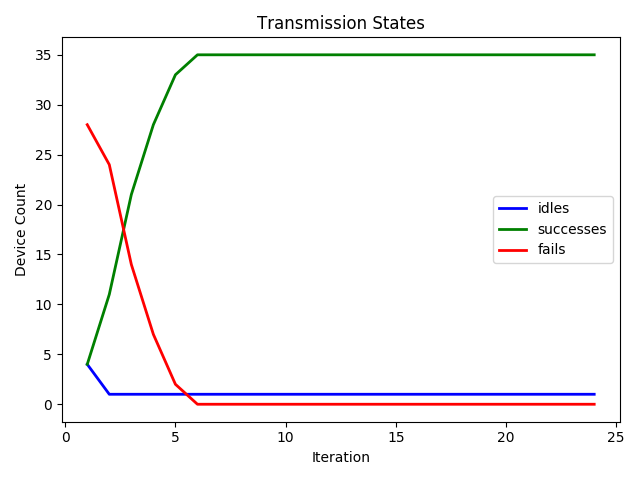 Transmission States
Device Count
35
30
25
20
15
10
5
0
idles
successes
fails
0 5 10 15 20 25
Iteration